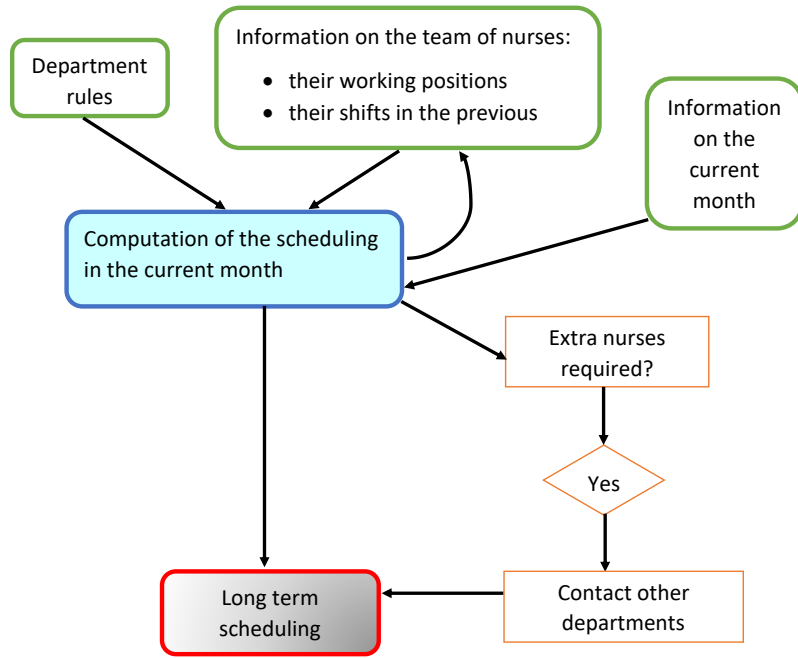 Department
rules
Information on the team of nurses:
• their working positions
• their shifts in the previous
Information
on the
current
month
Computation of the scheduling
in the current month
Extra nurses
required?
Yes
Contact other
departments
Long term
scheduling